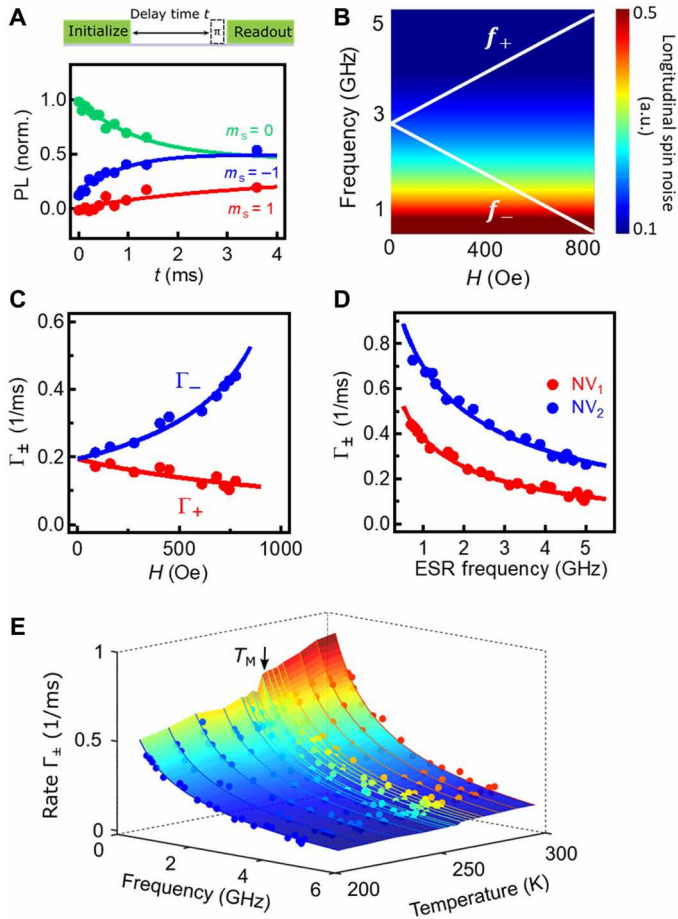 A
Initialize
Delay time t
π
Readout
PL (norm.)
1.0
0.5
0.0
mₛ = 0
mₛ = −1
mₛ = 1
0 1 2 3 4
t (ms)
B
Frequency (GHz)
5
3
1
f₊
f₋
0 400 800
H (Oe)
0.5
0.1
Longitudinal spin noise
(a.u.)
C
Γ± (1/ms)
0.6
0.4
0.2
0.0
Γ₋
Γ₊
0 500 1000
H (Oe)
D
Γ± (1/ms)
0.8
0.6
0.4
0.2
0.0
NV₁
NV₂
1 2 3 4 5
ESR frequency (GHz)
E
Rate Γ± (1/ms)
1
0.5
0
T_M
0 2 4 6
Frequency (GHz)
200 250 300
Temperature (K)